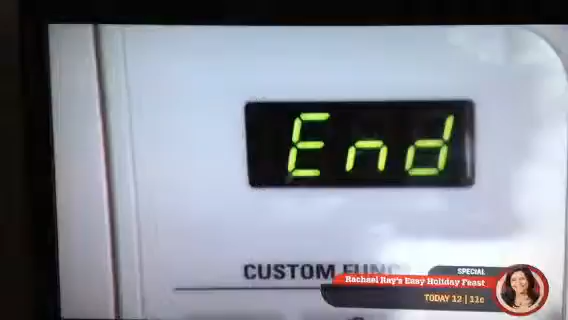 End
CUSTOM FUNC
SPECIAL
Rachael Ray's Easy Holiday Feast
TODAY 12 | 11c